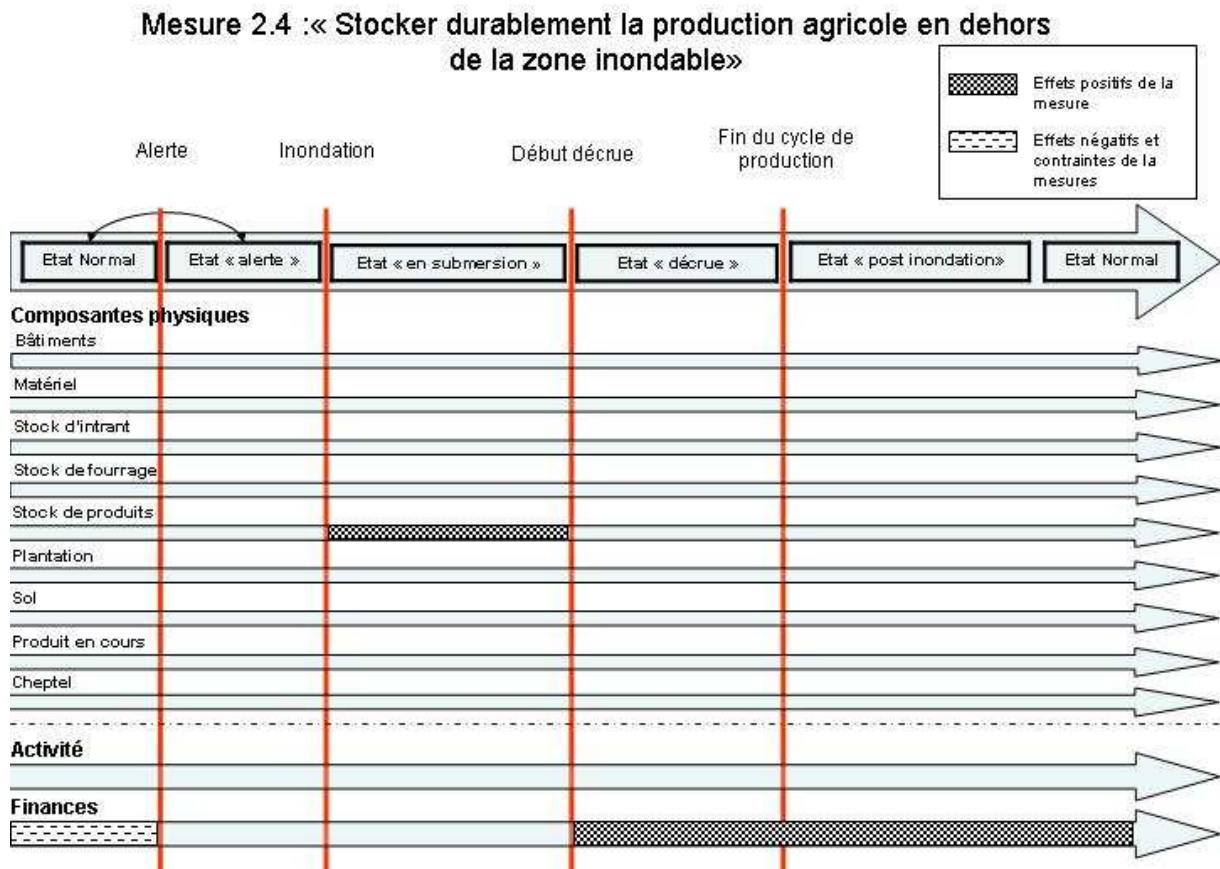 Mesure 2.4 :« Stocker durablement la production agricole en dehors
de la zone inondable»
Effets positifs de la
mesure
Effets négatifs et
contraintes de la
mesures
Alerte
Inondation
Début décrue
Fin du cycle de
production
Etat Normal
Etat « alerte »
Etat « en submersion »
Etat « décrue »
Etat « post inondation»
Etat Normal
Composantes physiques
Bâtiments
Matériel
Stock d'intrant
Stock de fourrage
Stock de produits
Plantation
Sol
Produit en cours
Cheptel
Activité
Finances